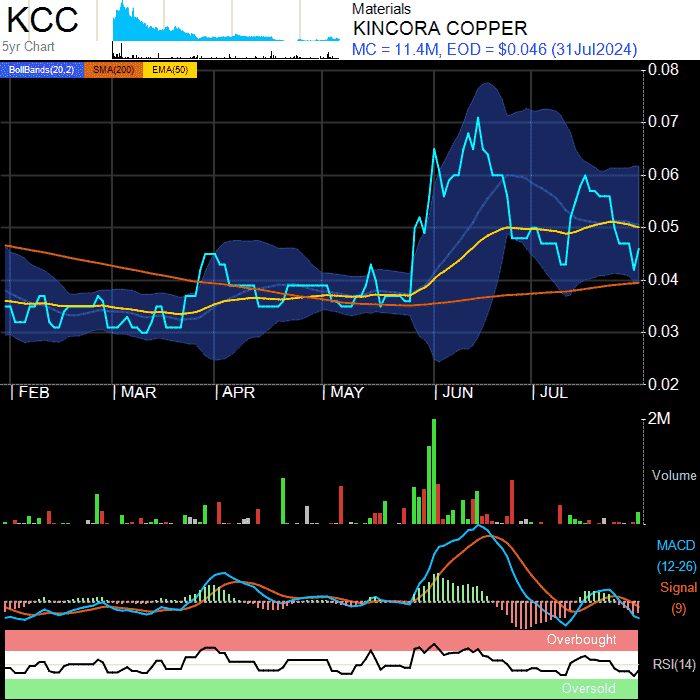 KCC
5yr Chart
Materials
KINCORA COPPER
MC = 11.4M, EOD = $0.046 (31Jul2024)
BollBands(20,2) SMA(200) EMA(50)
0.08
0.07
0.06
0.05
0.04
0.03
0.02
FEB MAR APR MAY JUN JUL
2M
Volume
MACD
(12-26)
Signal
(9)
Overbought
RSI(14)
Oversold